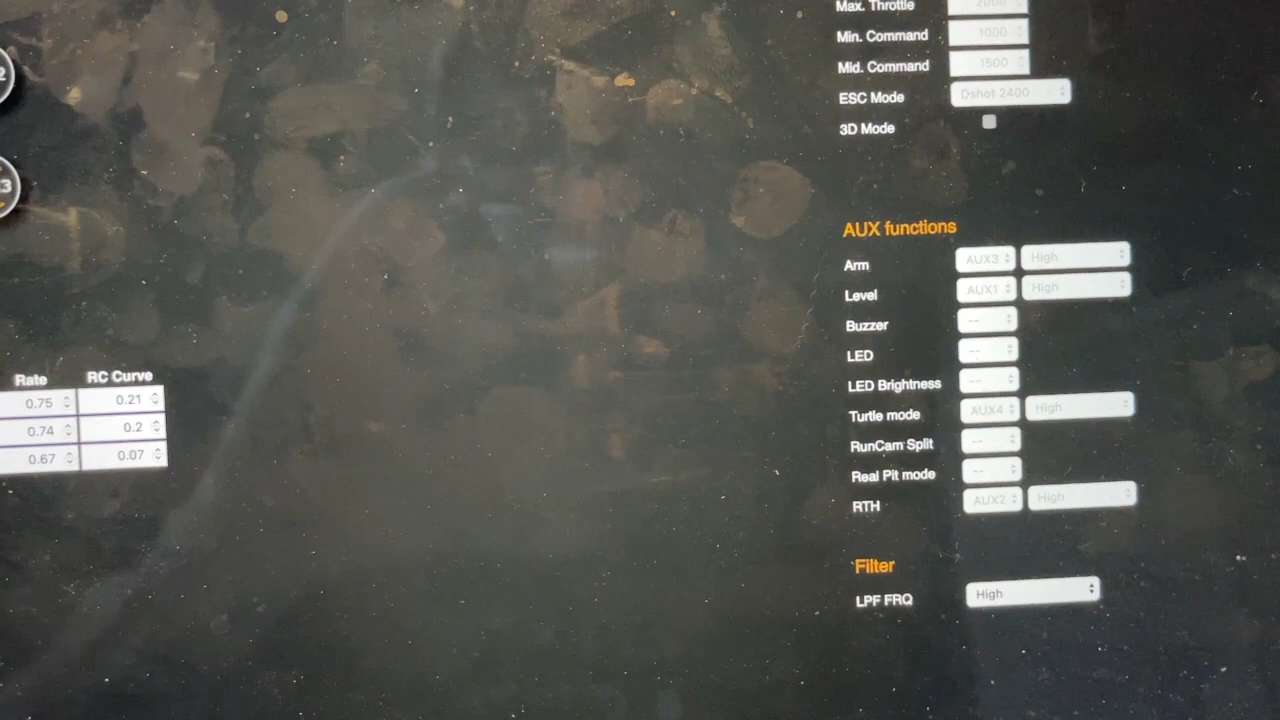 2
Max. Throttle 2000
Min. Command 1000
Mid. Command 1500
ESC Mode Dshot 2400
3D Mode
3
AUX functions
Arm AUX3 High
Level AUX1 High
Buzzer --
LED --
LED Brightness --
Turtle mode AUX4 High
RunCam Split --
Real Pit mode --
RTH AUX2 High
Rate RC Curve
0.75 0.21
0.74 0.2
0.67 0.07
Filter
LPF FRQ High